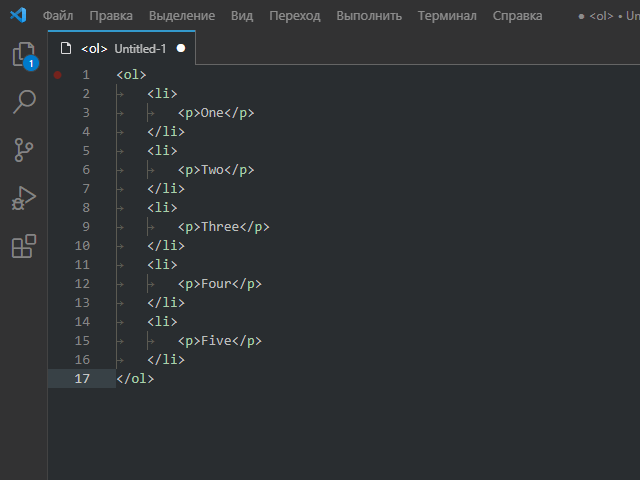 Файл Правка Выделение Вид Переход Выполнить Терминал Справка ● <ol> • Un
<ol> Untitled-1 ●
1
1 <ol>
2 <li>
3 <p>One</p>
4 </li>
5 <li>
6 <p>Two</p>
7 </li>
8 <li>
9 <p>Three</p>
10 </li>
11 <li>
12 <p>Four</p>
13 </li>
14 <li>
15 <p>Five</p>
16 </li>
17 </ol>